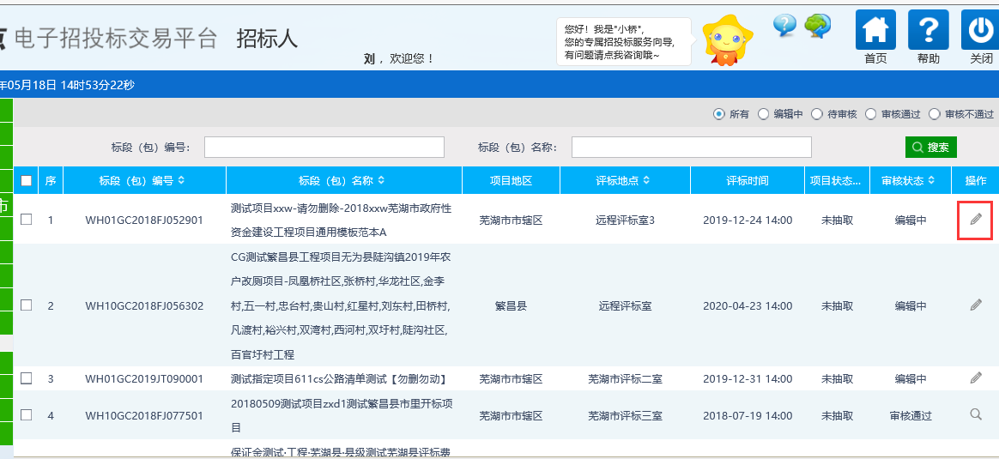 电子招投标交易平台 招标人
刘 ，欢迎您！
您好！我是"小桥",
您的专属招投标服务向导,
有问题请点我咨询哦~
首页 帮助 关闭
年05月18日 14时53分22秒
所有 编辑中 待审核 审核通过 审核不通过
标段（包）编号: 标段（包）名称: 搜索
序 标段（包）编号 标段（包）名称 项目地区 评标地点 评标时间 项目状态... 审核状态 操作
市
1 WH01GC2018FJ052901 测试项目xxw-请勿删除-2018xxw芜湖市政府性
资金建设工程项目通用模板范本A 芜湖市市辖区 远程评标室3 2019-12-24 14:00 未抽取 编辑中
CG测试繁昌县工程项目无为县陡沟镇2019年农
户改厕项目-凤凰桥社区,张桥村,华龙社区,金李
2 WH10GC2018FJ056302 村,五一村,忠台村,贵山村,红星村,刘东村,田桥村, 繁昌县 远程评标室 2020-04-23 14:00 未抽取 编辑中
凡渡村,裕兴村,双湾村,西河村,双圩村,陡沟社区,
百官圩村工程
3 WH01GC2019JT090001 测试指定项目611cs公路清单测试【勿删勿动】 芜湖市市辖区 芜湖市评标二室 2019-12-31 14:00 未抽取 编辑中
4 WH10GC2018FJ077501 20180509测试项目zxd1测试繁昌县市里开标项
目 芜湖市市辖区 芜湖市评标三室 2018-07-19 14:00 未抽取 审核通过
保证金测试·工程·芜湖县·县级测试芜湖县评标费